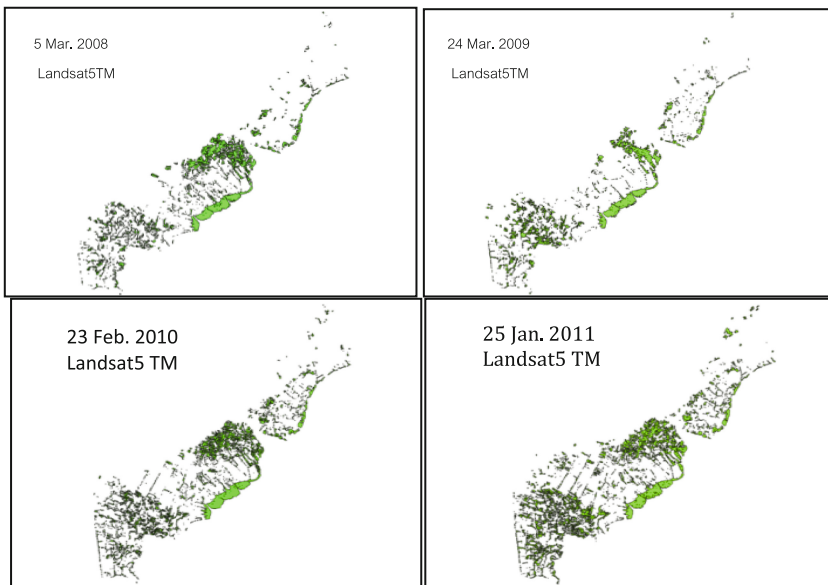 5 Mar. 2008
Landsat5TM
24 Mar. 2009
Landsat5TM
23 Feb. 2010
Landsat5 TM
25 Jan. 2011
Landsat5 TM